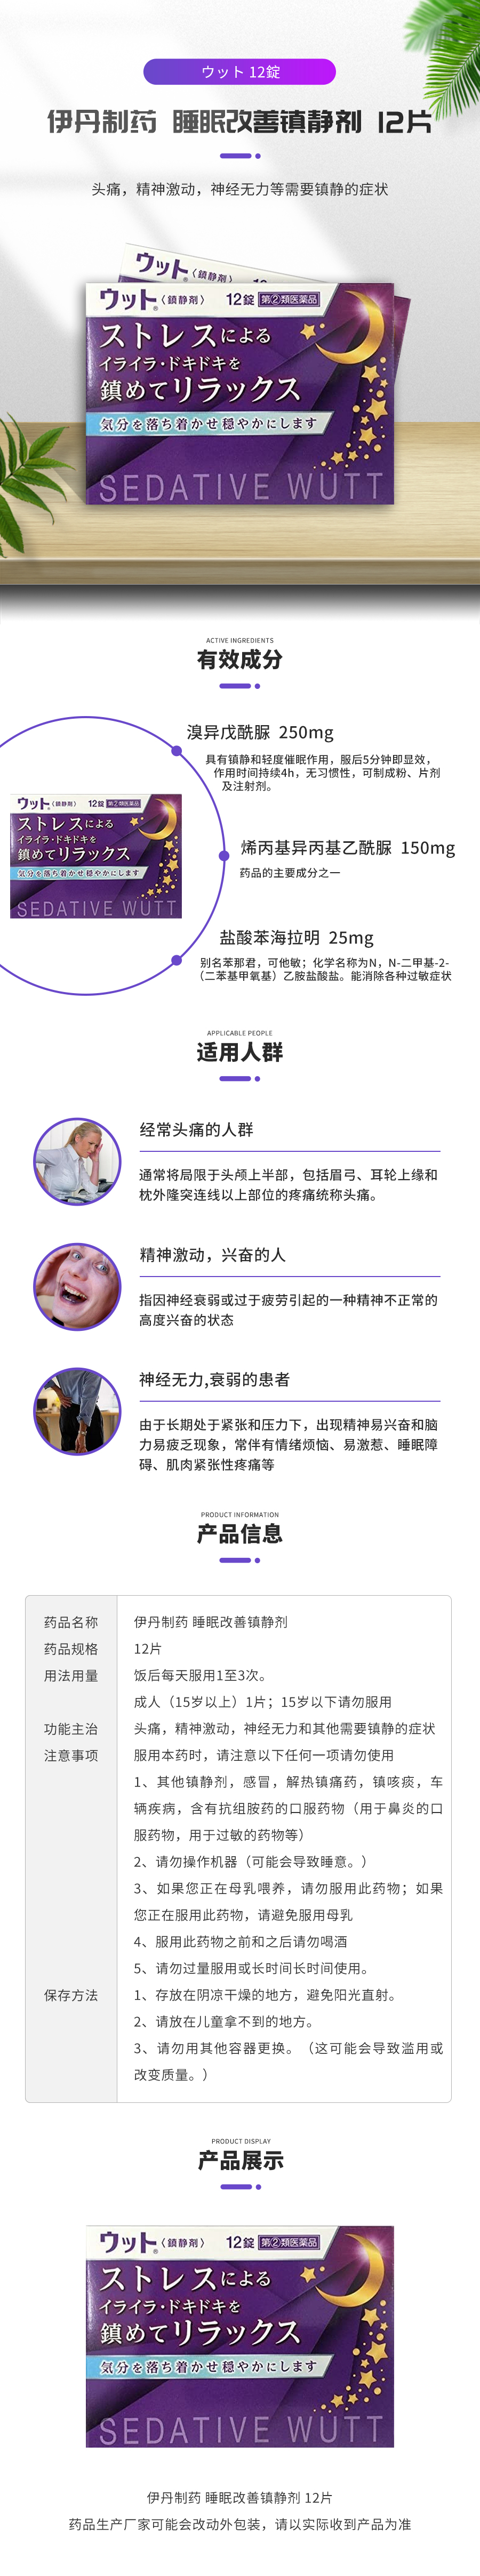 ウット 12錠
伊丹制药 睡眠改善镇静剂 12片
头痛，精神激动，神经无力等需要镇静的症状
ウット〈鎮静剤〉
ウット〈鎮静剤〉 12錠 第②類医薬品
ストレスによる
イライラ・ドキドキを
鎮めてリラックス
気分を落ち着かせ穏やかにします
SEDATIVE WUTT
ACTIVE INGREDIENTS
有效成分
溴异戊酰脲 250mg
具有镇静和轻度催眠作用，服后5分钟即显效，
作用时间持续4h，无习惯性，可制成粉、片剂
及注射剂。
ウット〈鎮静剤〉 12錠 第②類医薬品
ストレスによる
イライラ・ドキドキを
鎮めてリラックス
気分を落ち着かせ穏やかにします
SEDATIVE WUTT
烯丙基异丙基乙酰脲 150mg
药品的主要成分之一
盐酸苯海拉明 25mg
别名苯那君，可他敏；化学名称为N，N-二甲基-2-
（二苯基甲氧基）乙胺盐酸盐。能消除各种过敏症状
APPLICABLE PEOPLE
适用人群
经常头痛的人群
通常将局限于头颅上半部，包括眉弓、耳轮上缘和
枕外隆突连线以上部位的疼痛统称头痛。
精神激动，兴奋的人
指因神经衰弱或过于疲劳引起的一种精神不正常的
高度兴奋的状态
神经无力,衰弱的患者
由于长期处于紧张和压力下，出现精神易兴奋和脑
力易疲乏现象，常伴有情绪烦恼、易激惹、睡眠障
碍、肌肉紧张性疼痛等
PRODUCT INFORMATION
产品信息
药品名称 伊丹制药 睡眠改善镇静剂
药品规格 12片
用法用量 饭后每天服用1至3次。
成人（15岁以上）1片；15岁以下请勿服用
功能主治 头痛，精神激动，神经无力和其他需要镇静的症状
注意事项 服用本药时，请注意以下任何一项请勿使用
1、其他镇静剂，感冒，解热镇痛药，镇咳痰，车
辆疾病，含有抗组胺药的口服药物（用于鼻炎的口
服药物，用于过敏的药物等）
2、请勿操作机器（可能会导致睡意。）
3、如果您正在母乳喂养，请勿服用此药物；如果
您正在服用此药物，请避免服用母乳
4、服用此药物之前和之后请勿喝酒
5、请勿过量服用或长时间长时间使用。
保存方法 1、存放在阴凉干燥的地方，避免阳光直射。
2、请放在儿童拿不到的地方。
3、请勿用其他容器更换。（这可能会导致滥用或
改变质量。）
PRODUCT DISPLAY
产品展示
ウット〈鎮静剤〉 12錠 第②類医薬品
ストレスによる
イライラ・ドキドキを
鎮めてリラックス
気分を落ち着かせ穏やかにします
SEDATIVE WUTT
伊丹制药 睡眠改善镇静剂 12片
药品生产厂家可能会改动外包装，请以实际收到产品为准